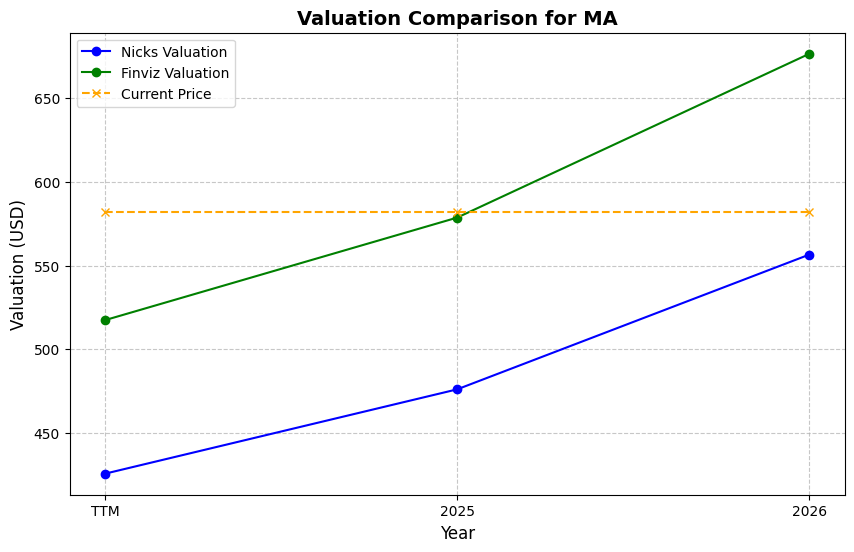 Valuation Comparison for MA
Nicks Valuation
Finviz Valuation
Current Price
Valuation (USD)
650
600
550
500
450
TTM
2025
2026
Year